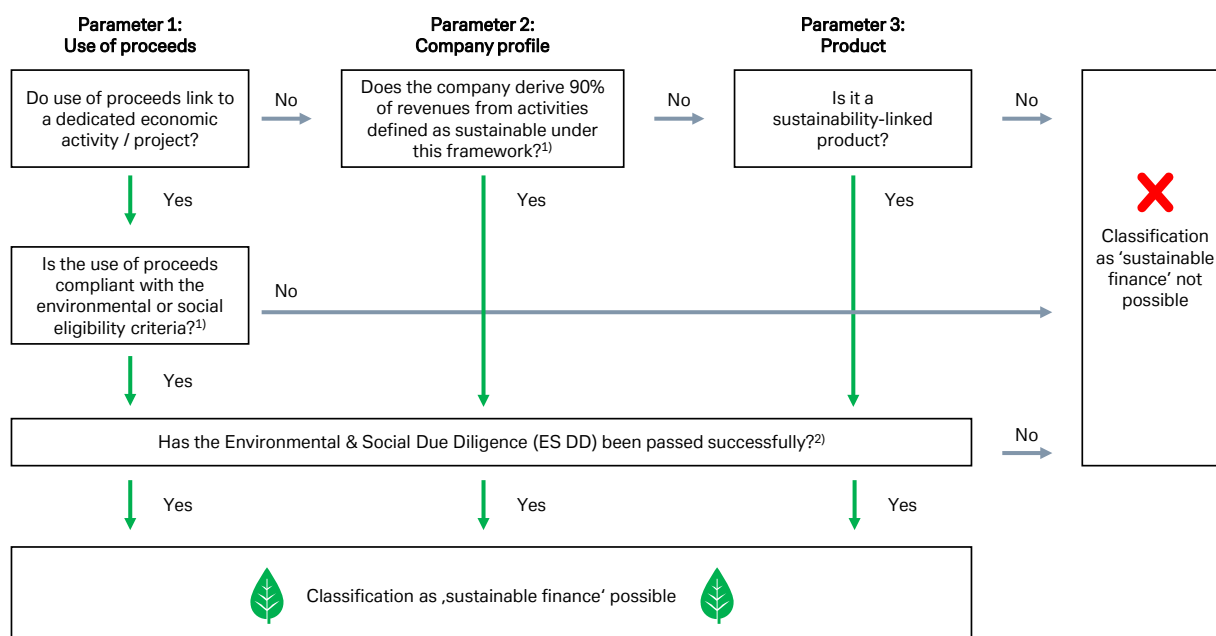 Parameter 1:
Use of proceeds
Parameter 2:
Company profile
Parameter 3:
Product
Do use of proceeds link to
a dedicated economic
activity / project?
No
Does the company derive 90%
of revenues from activities
defined as sustainable under
this framework?1)
No
Is it a
sustainability-linked
product?
No
Yes
Yes
Yes
Classification
as ‘sustainable
finance’ not
possible
Is the use of proceeds
compliant with the
environmental or social
eligibility criteria?1)
No
Yes
Has the Environmental & Social Due Diligence (ES DD) been passed successfully?2)
No
Yes
Yes
Yes
Classification as ‚sustainable finance‘ possible